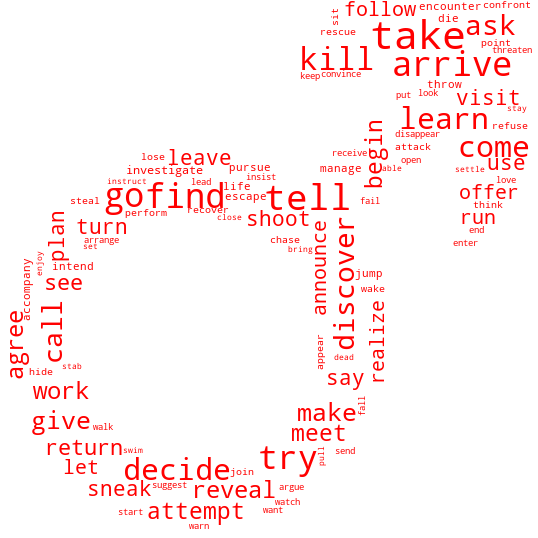 sit
follow
encounter
confront
die
ask
rescue
take
point
threaten
kill
arrive
keep
convince
throw
put
look
visit
stay
learn
refuse
begin
disappear
attack
come
receive
open
use
manage
able
settle
love
lose
leave
investigate
pursue
instruct
lead
life
insist
go
find
tell
fail
offer
steal
escape
think
perform
recover
close
shoot
run
plan
turn
end
arrange
set
chase
bring
enter
announce
discover
enjoy
intend
jump
accompany
see
wake
realize
call
agree
appear
dead
hide
stab
say
work
fall
give
walk
make
meet
return
swim
try
pull
send
let
decide
join
sneak
suggest
reveal
argue
watch
start
attempt
want
warn